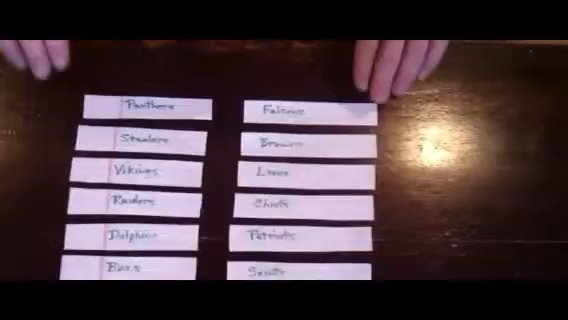 Panthers
Falcons
Steelers
Browns
Vikings
Lions
Raiders
Chiefs
Dolphins
Patriots
Bucs
Saints